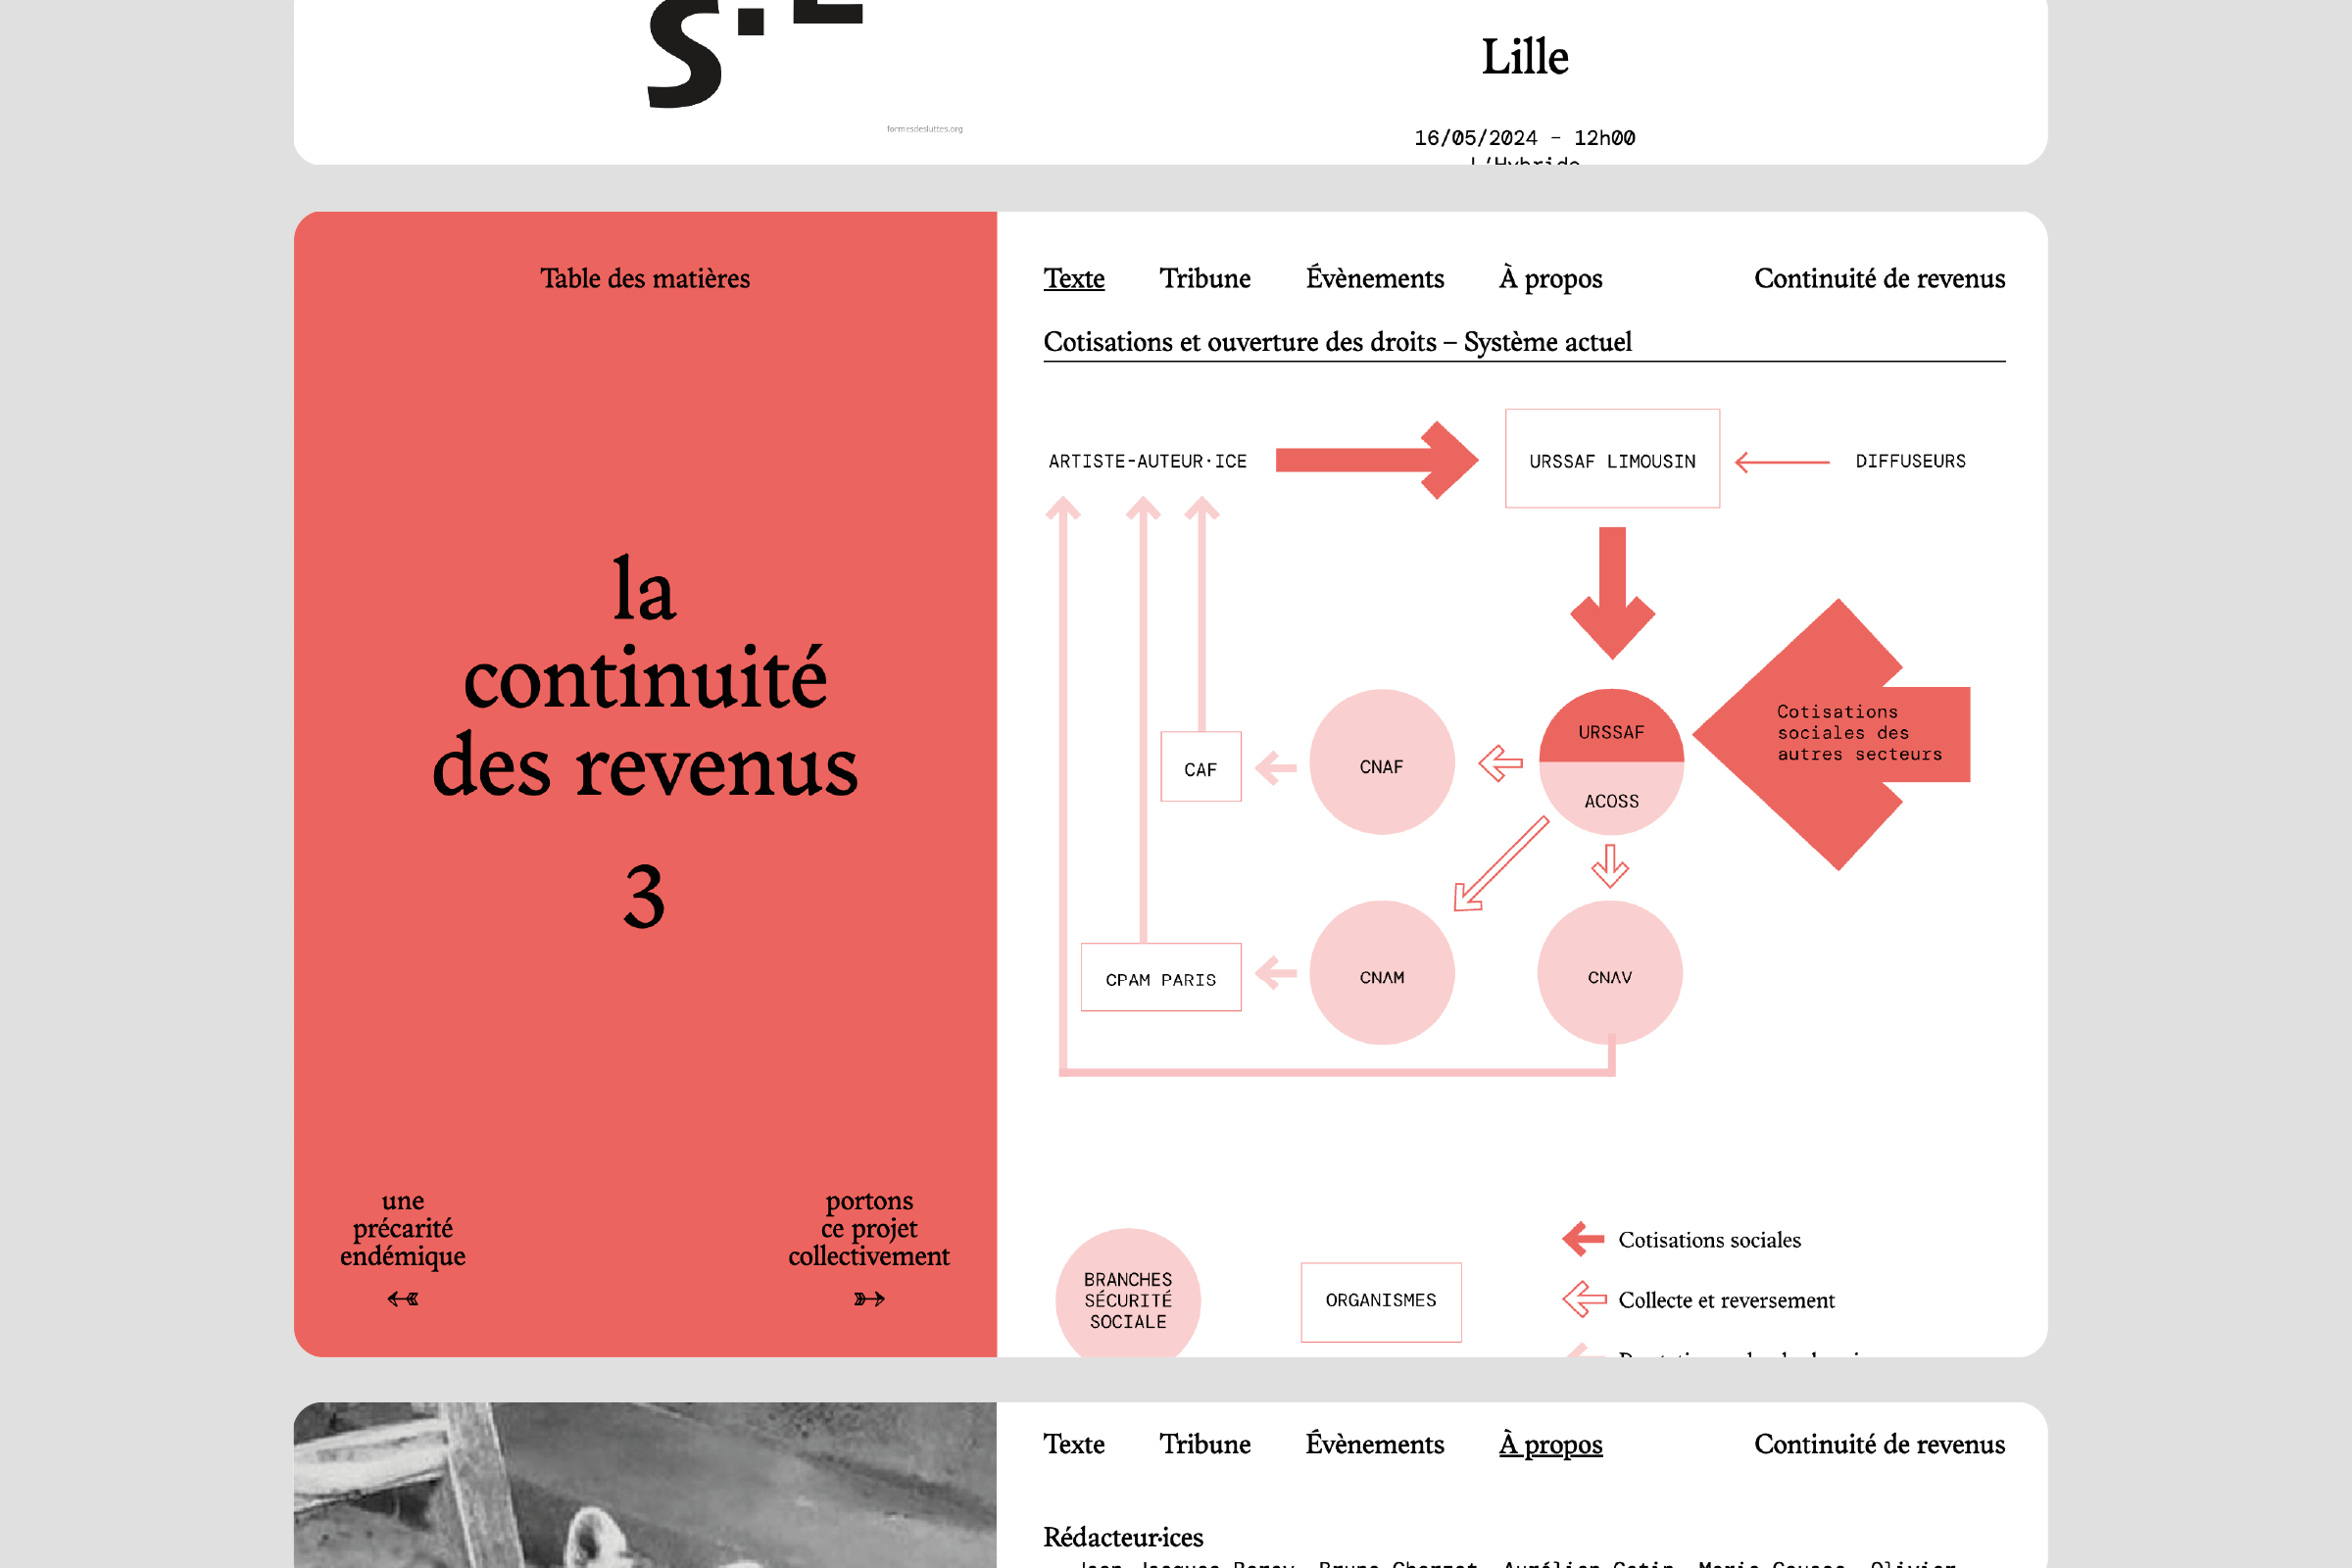 s.
formesdesluttes.org
Lille
16/05/2024 – 12h00
L'Hybride
Table des matières
la
continuité
des revenus
3
une
précarité
endémique
portons
ce projet
collectivement
Texte Tribune Évènements À propos Continuité de revenus
Cotisations et ouverture des droits – Système actuel
ARTISTE-AUTEUR·ICE
URSSAF LIMOUSIN
DIFFUSEURS
URSSAF
ACOSS
Cotisations
sociales des
autres secteurs
CNAF
CAF
CPAM PARIS
CNAM
CNAV
BRANCHES
SÉCURITÉ
SOCIALE
ORGANISMES
Cotisations sociales
Collecte et reversement
Texte Tribune Évènements À propos Continuité de revenus
Rédacteur·ices